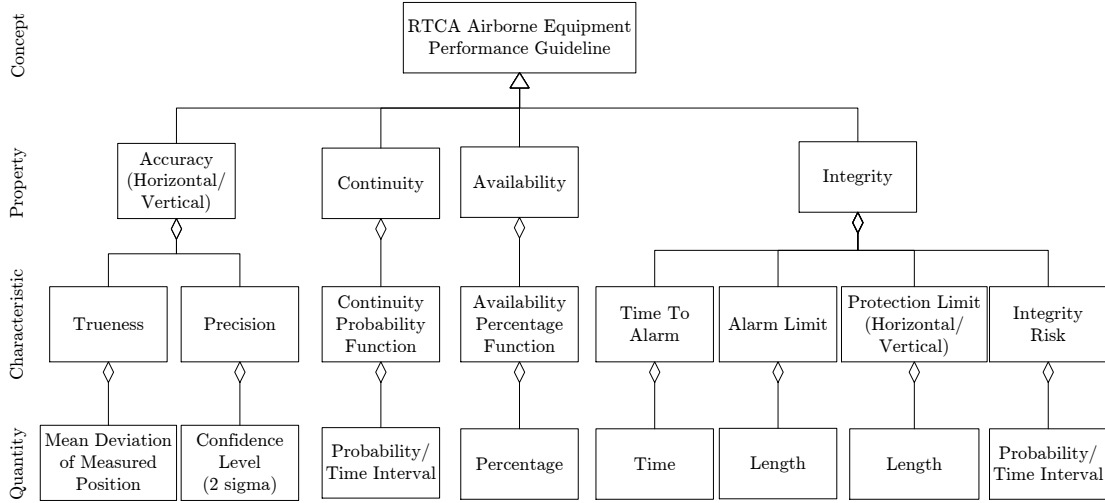 Concept
RTCA Airborne Equipment
Performance Guideline
Property
Accuracy
(Horizontal/
Vertical)
Continuity
Availability
Integrity
Characteristic
Trueness
Precision
Continuity
Probability
Function
Availability
Percentage
Function
Time To
Alarm
Alarm Limit
Protection Limit
(Horizontal/
Vertical)
Integrity
Risk
Quantity
Mean Deviation
of Measured
Position
Confidence
Level
(2 sigma)
Probability/
Time Interval
Percentage
Time
Length
Length
Probability/
Time Interval